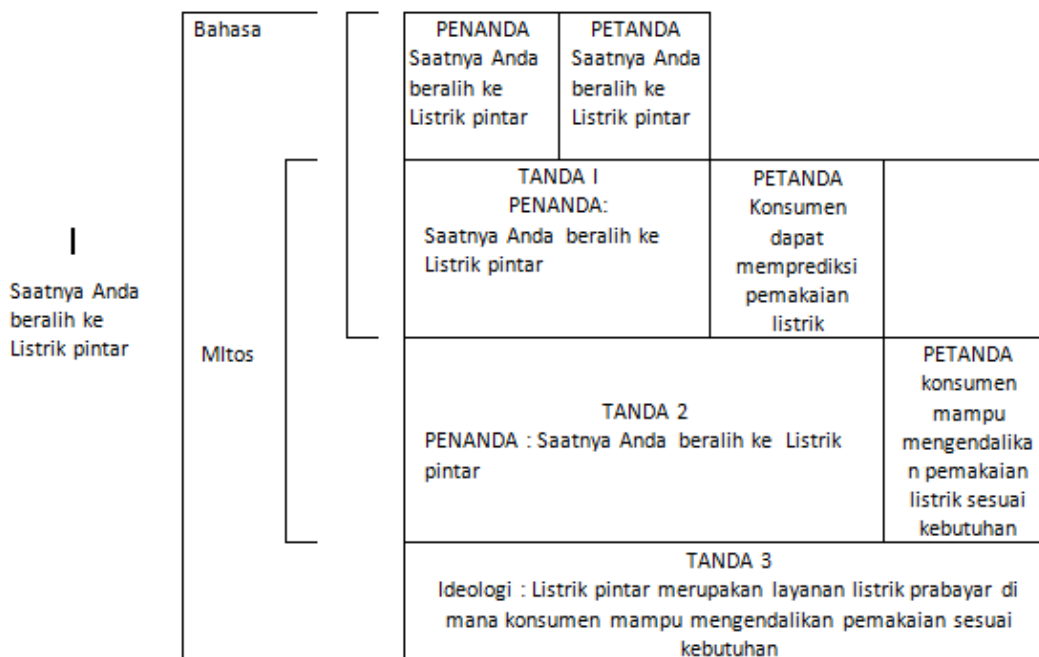 Bahasa
PENANDA
Saatnya Anda
beralih ke
Listrik pintar
PETANDA
Saatnya Anda
beralih ke
Listrik pintar
TANDA I
PENANDA:
Saatnya Anda beralih ke
Listrik pintar
PETANDA
Konsumen
dapat
memprediksi
pemakaian
listrik
I
Saatnya Anda
beralih ke
Listrik pintar
MItos
TANDA 2
PENANDA : Saatnya Anda beralih ke Listrik
pintar
PETANDA
konsumen
mampu
mengendalika
n pemakaian
listrik sesuai
kebutuhan
TANDA 3
Ideologi : Listrik pintar merupakan layanan listrik prabayar di
mana konsumen mampu mengendalikan pemakaian sesuai
kebutuhan